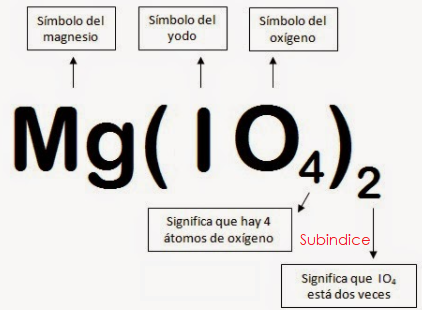 Símbolo del
magnesio
Símbolo del
yodo
Símbolo del
oxígeno
Mg(IO₄)₂
Significa que hay 4
átomos de oxígeno
Subindice
Significa que IO₄
está dos veces